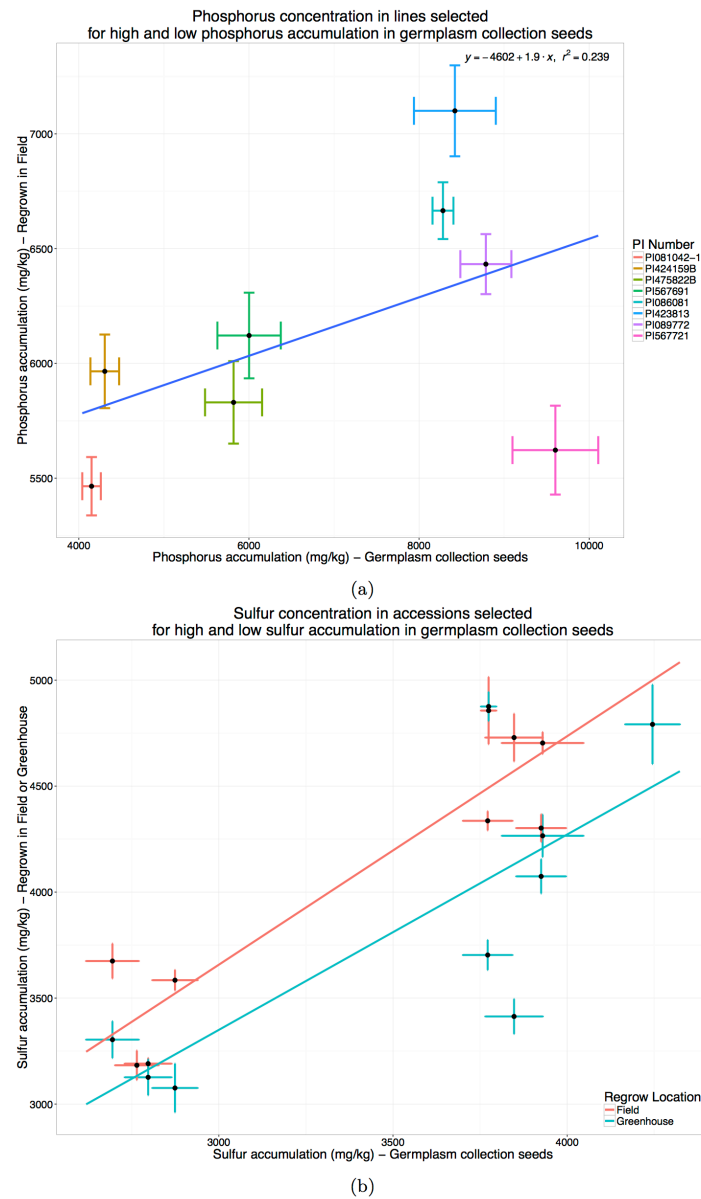 Phosphorus concentration in lines selected
for high and low phosphorus accumulation in germplasm collection seeds
y = − 4602 + 1.9 · x, r² = 0.239
Phosphorus accumulation (mg/kg) − Regrown in Field
7000
6500
6000
5500
4000 6000 8000 10000
Phosphorus accumulation (mg/kg) − Germplasm collection seeds
PI Number
PI081042−1
PI424159B
PI475822B
PI567691
PI086081
PI423813
PI089772
PI567721
(a)
Sulfur concentration in accessions selected
for high and low sulfur accumulation in germplasm collection seeds
Sulfur accumulation (mg/kg) − Regrown in Field or Greenhouse
5000
4500
4000
3500
3000
3000 3500 4000
Sulfur accumulation (mg/kg) − Germplasm collection seeds
Regrow Location
Field
Greenhouse
(b)